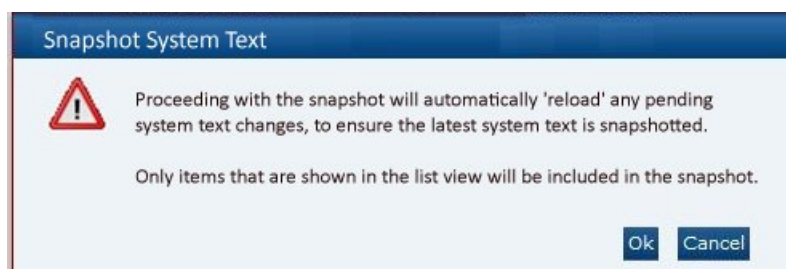 Snapshot System Text
Proceeding with the snapshot will automatically 'reload' any pending
system text changes, to ensure the latest system text is snapshotted.
Only items that are shown in the list view will be included in the snapshot.
Ok Cancel